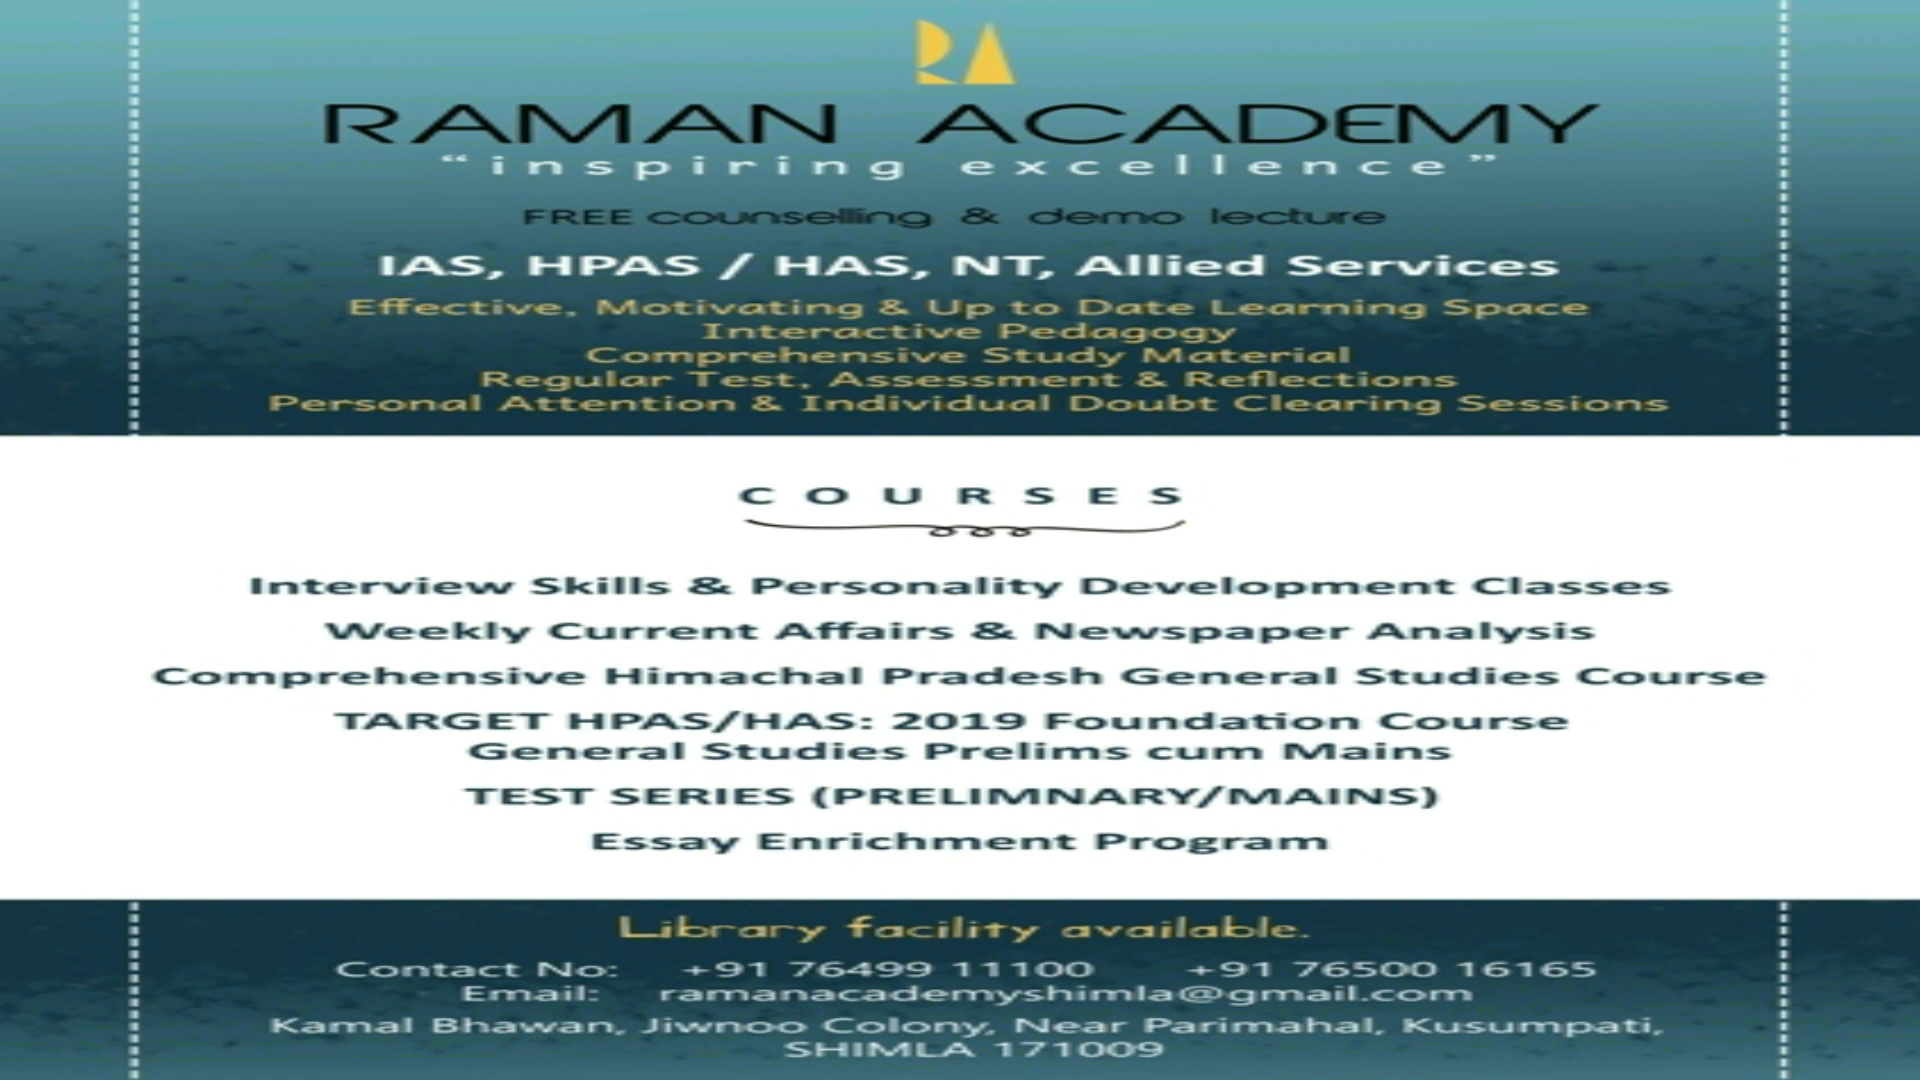 RA
RAMAN ACADEMY
“inspiring excellence”
FREE counselling & demo lecture
IAS, HPAS / HAS, NT, Allied Services
Effective, Motivating & Up to Date Learning Space
Interactive Pedagogy
Comprehensive Study Material
Regular Test, Assessment & Reflections
Personal Attention & Individual Doubt Clearing Sessions
COURSES
Interview Skills & Personality Development Classes
Weekly Current Affairs & Newspaper Analysis
Comprehensive Himachal Pradesh General Studies Course
TARGET HPAS/HAS: 2019 Foundation Course
General Studies Prelims cum Mains
TEST SERIES (PRELIMNARY/MAINS)
Essay Enrichment Program
Library facility available.
Contact No: +91 76499 11100 +91 76500 16165
Email: ramanacademyshimla@gmail.com
Kamal Bhawan, Jiwnoo Colony, Near Parimahal, Kusumpati,
SHIMLA 171009